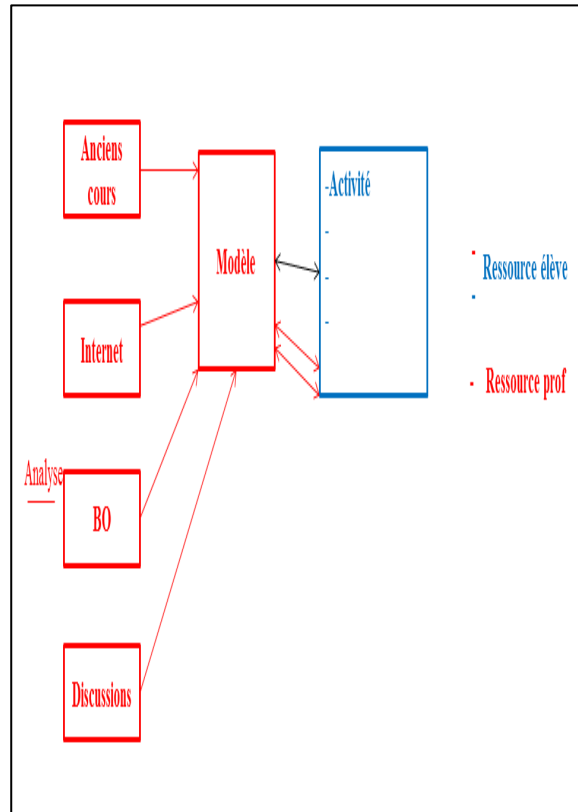 Anciens
cours
Modèle
-Activité
-
-
-
Internet
Analyse
BO
Discussions
Ressource élève
Ressource prof